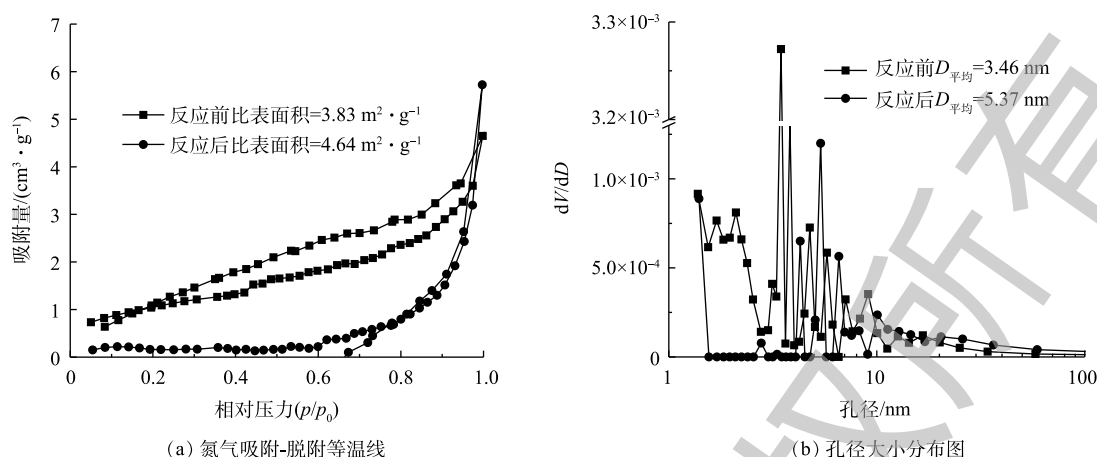 7
6
5
4
3
2
1
0
0
0.2
0.4
0.6
0.8
1.0
吸附量/(cm³·g⁻¹)
反应前比表面积=3.83 m²·g⁻¹
反应后比表面积=4.64 m²·g⁻¹
相对压力(p/p₀)
(a) 氮气吸附-脱附等温线
3.3×10⁻³
3.2×10⁻³
1.0×10⁻³
5.0×10⁻⁴
0
1
10
100
dV/dD
反应前D平均=3.46 nm
反应后D平均=5.37 nm
孔径/nm
(b) 孔径大小分布图
权所有